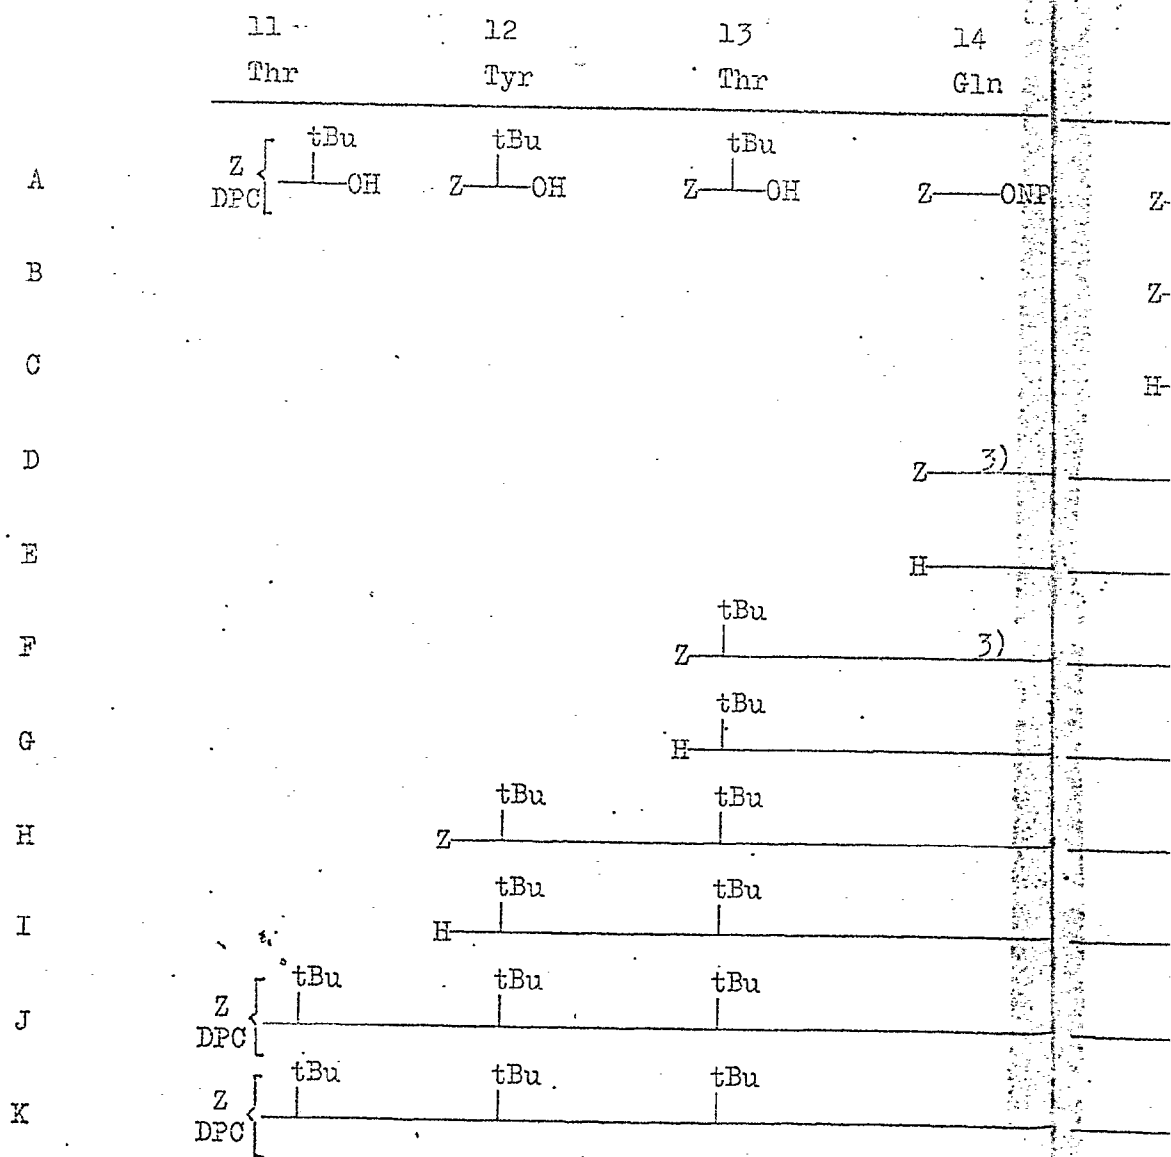 11 12 13 14
Thr Tyr Thr Gln
tBu tBu tBu
A Z DPC OH Z OH Z OH Z ONP Z
B Z
C H
D Z 3)
E H
tBu
F Z 3)
tBu
G H
tBu tBu
H Z
tBu tBu
I H
tBu tBu tBu
J Z DPC
tBu tBu tBu
K Z DPC